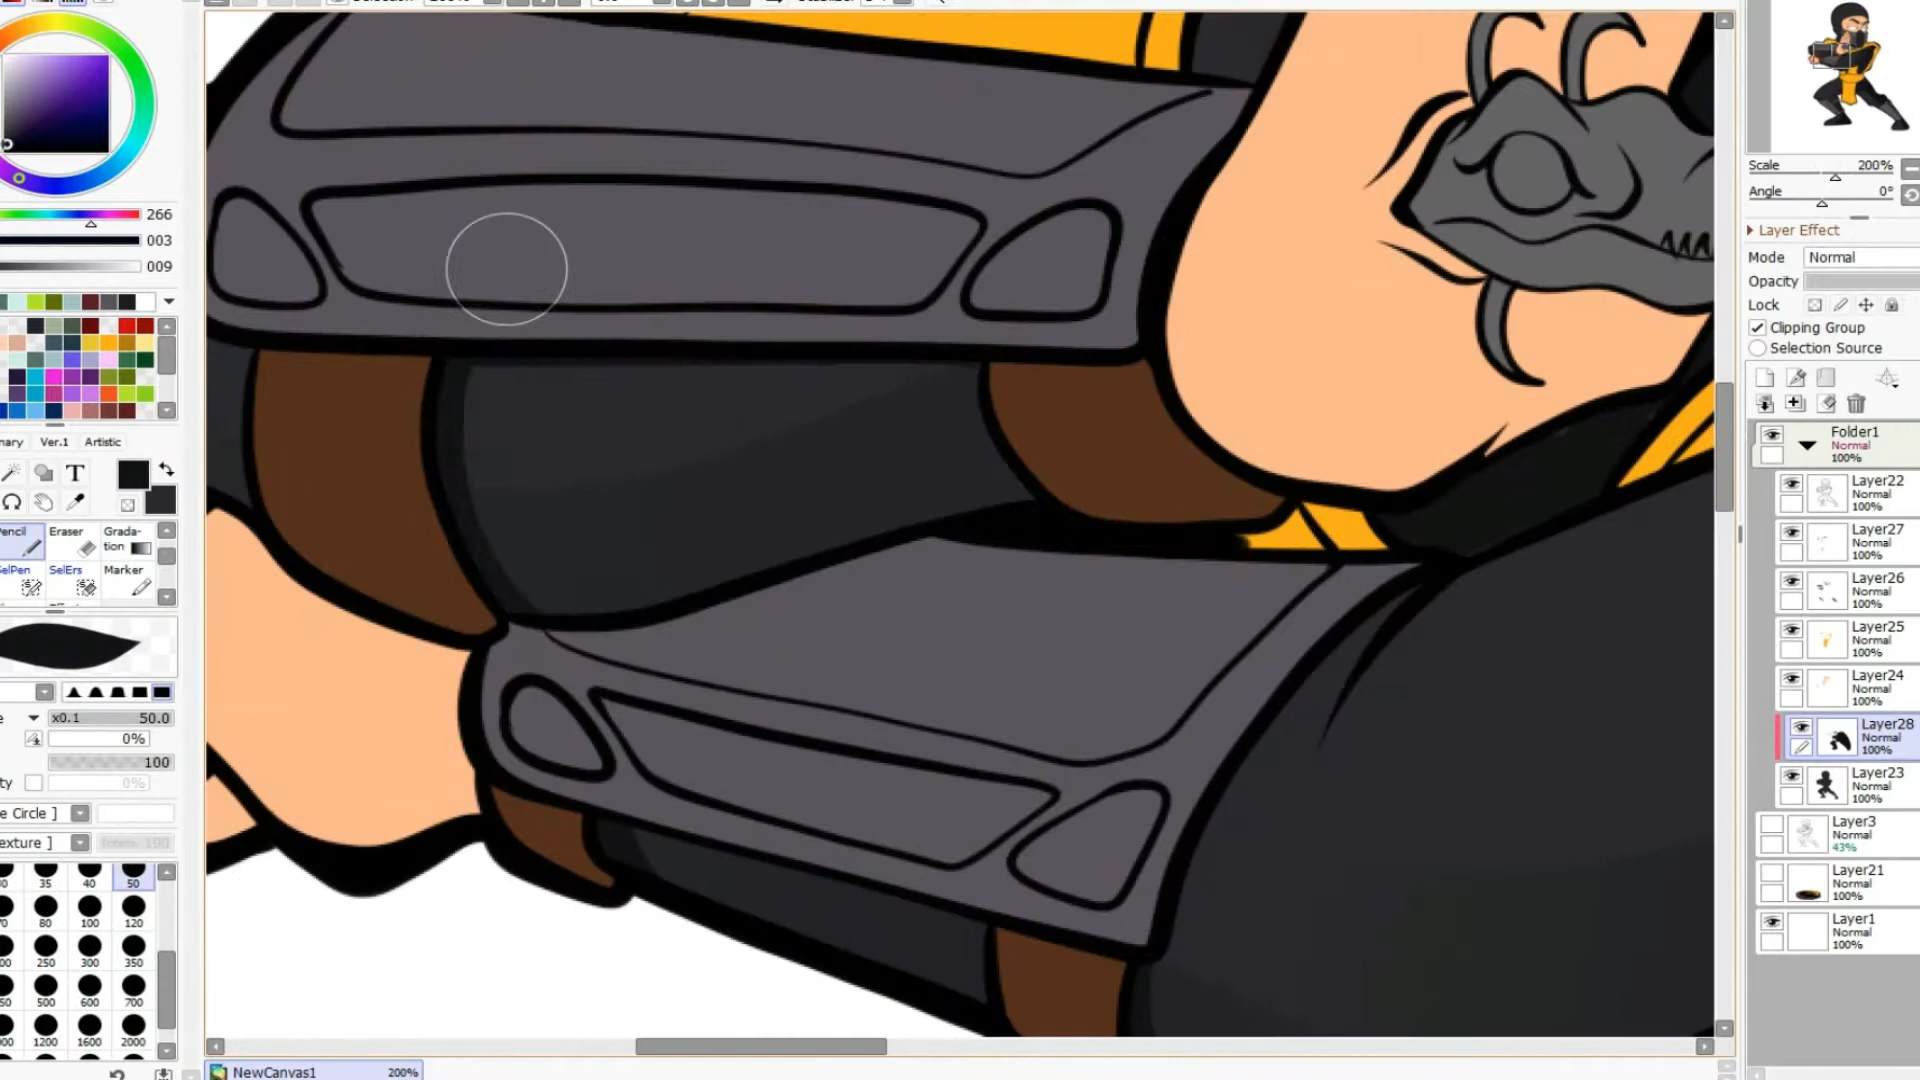 Scale 200%
Angle 0°
Layer Effect
Mode Normal
Opacity
Lock
Clipping Group
Selection Source
266
003
009
Ver.1 Artistic
T
Pencil Eraser Grada-
tion
SelPen SelErs Marker
x0.1 50.0
0%
100
0%
e Circle ]
exture ]
35 40 50
80 100 120
250 300 350
500 600 700
1200 1600 2000
Folder1
Normal
100%
Layer22
Normal
100%
Layer27
Normal
100%
Layer26
Normal
100%
Layer25
Normal
100%
Layer24
Normal
100%
Layer28
Normal
100%
Layer23
Normal
100%
Layer3
Normal
43%
Layer21
Normal
100%
Layer1
Normal
100%
NewCanvas1 200%